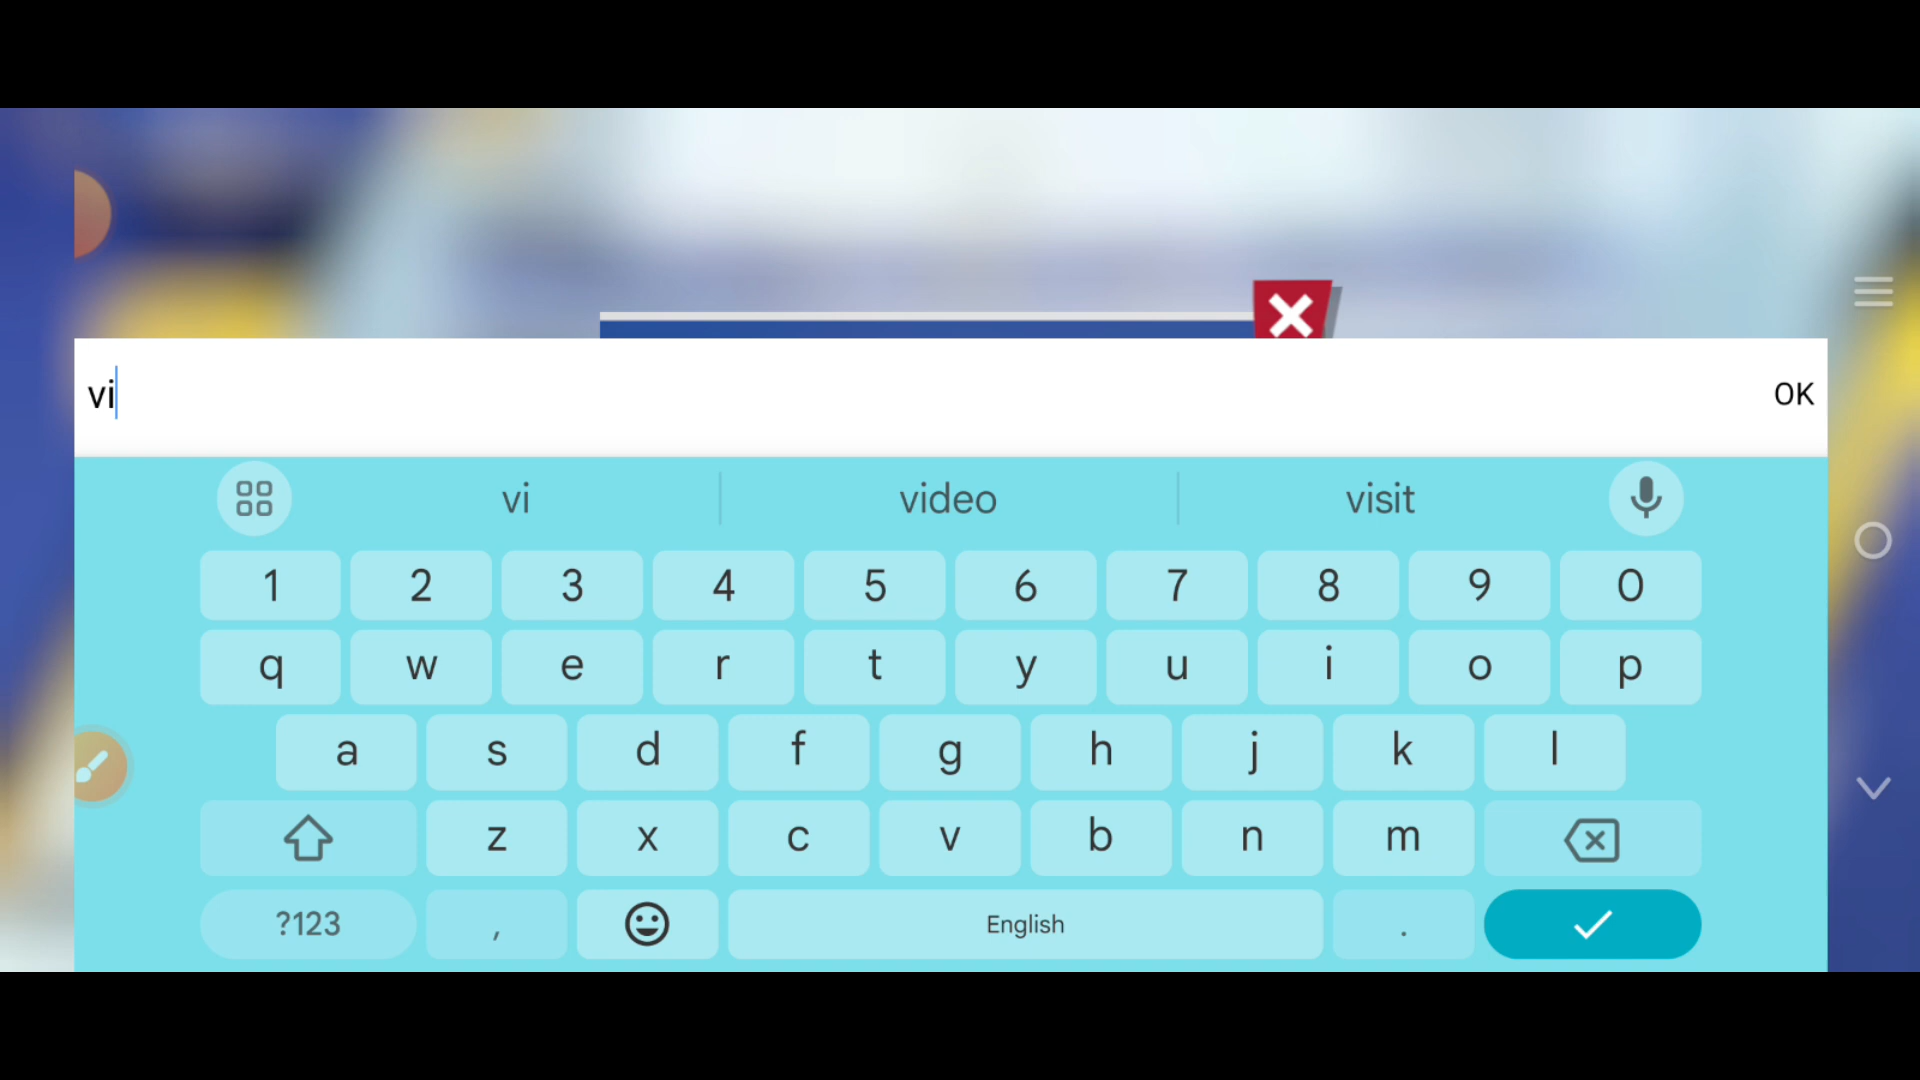 vi
OK
vi video visit
1 2 3 4 5 6 7 8 9 0
q w e r t y u i o p
a s d f g h j k l
z x c v b n m
?123 , English .